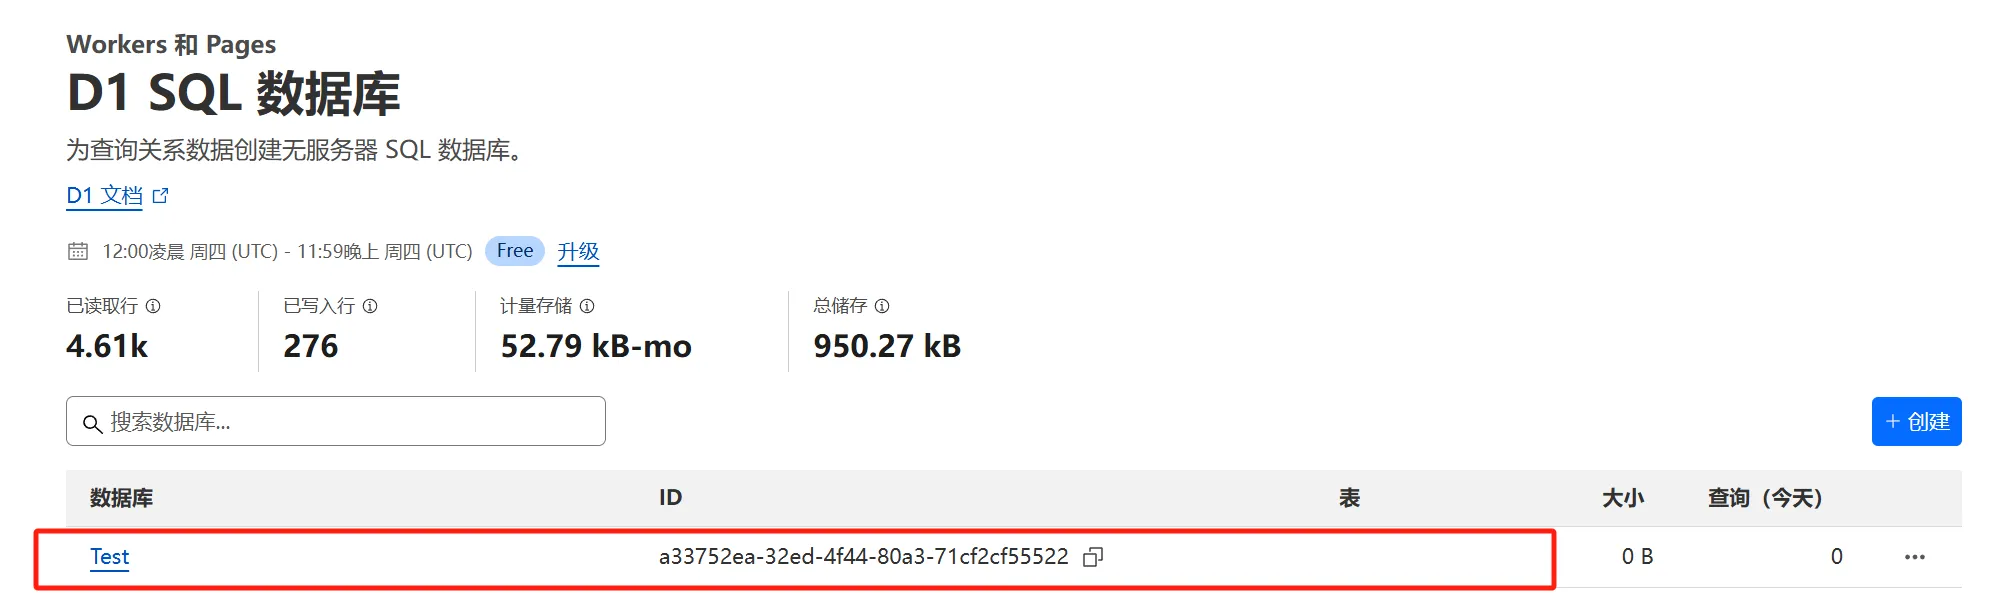 Workers 和 Pages
D1 SQL 数据库
为查询关系数据创建无服务器 SQL 数据库。
D1 文档
12:00凌晨 周四 (UTC) - 11:59晚上 周四 (UTC) Free 升级
已读取行 已写入行 计量存储 总储存
4.61k 276 52.79 kB-mo 950.27 kB
搜索数据库...
+ 创建
数据库 ID 表 大小 查询（今天）
Test a33752ea-32ed-4f44-80a3-71cf2cf55522 0 B 0